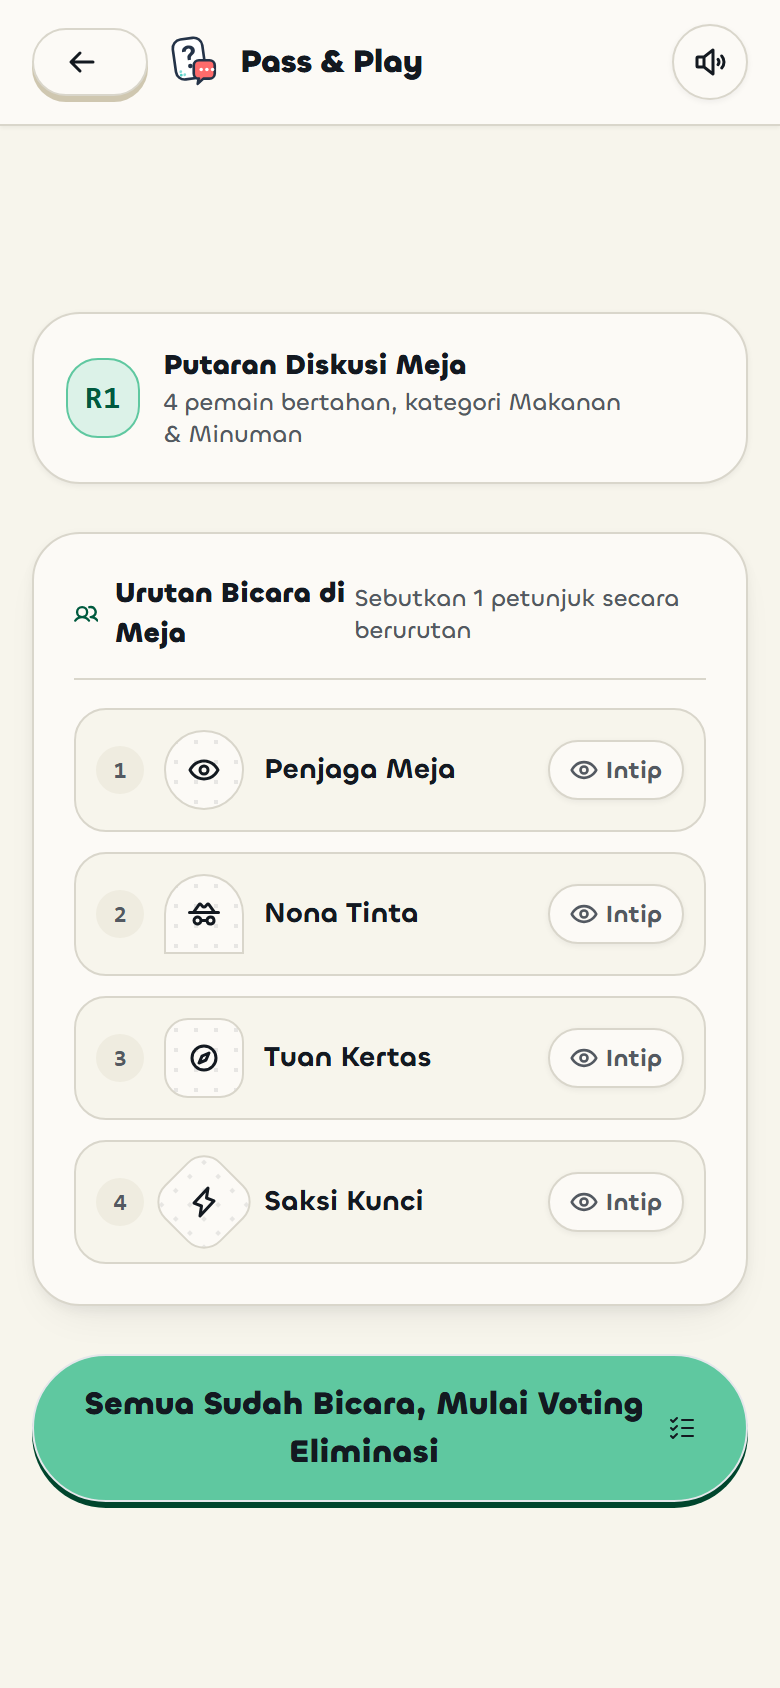 Pass & Play
R1
Putaran Diskusi Meja
4 pemain bertahan, kategori Makanan
& Minuman
Urutan Bicara di
Meja
Sebutkan 1 petunjuk secara
berurutan
1
Penjaga Meja
Intip
2
Nona Tinta
Intip
3
Tuan Kertas
Intip
4
Saksi Kunci
Intip
Semua Sudah Bicara, Mulai Voting
Eliminasi